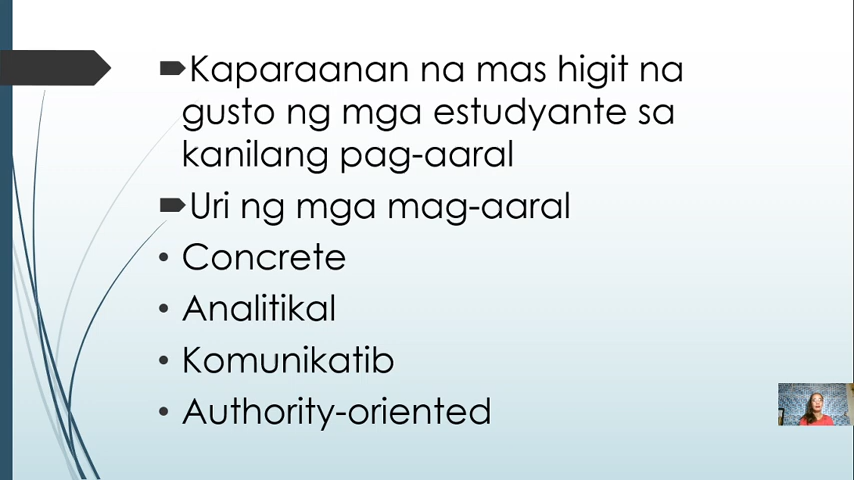 Kaparaanan na mas higit na
gusto ng mga estudyante sa
kanilang pag-aaral
Uri ng mga mag-aaral
• Concrete
• Analitikal
• Komunikatib
• Authority-oriented